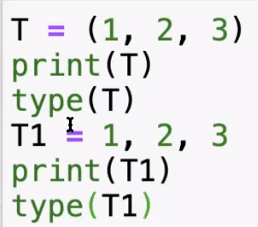 T = (1, 2, 3)
print(T)
type(T)
T1 = 1, 2, 3
print(T1)
type(T1)